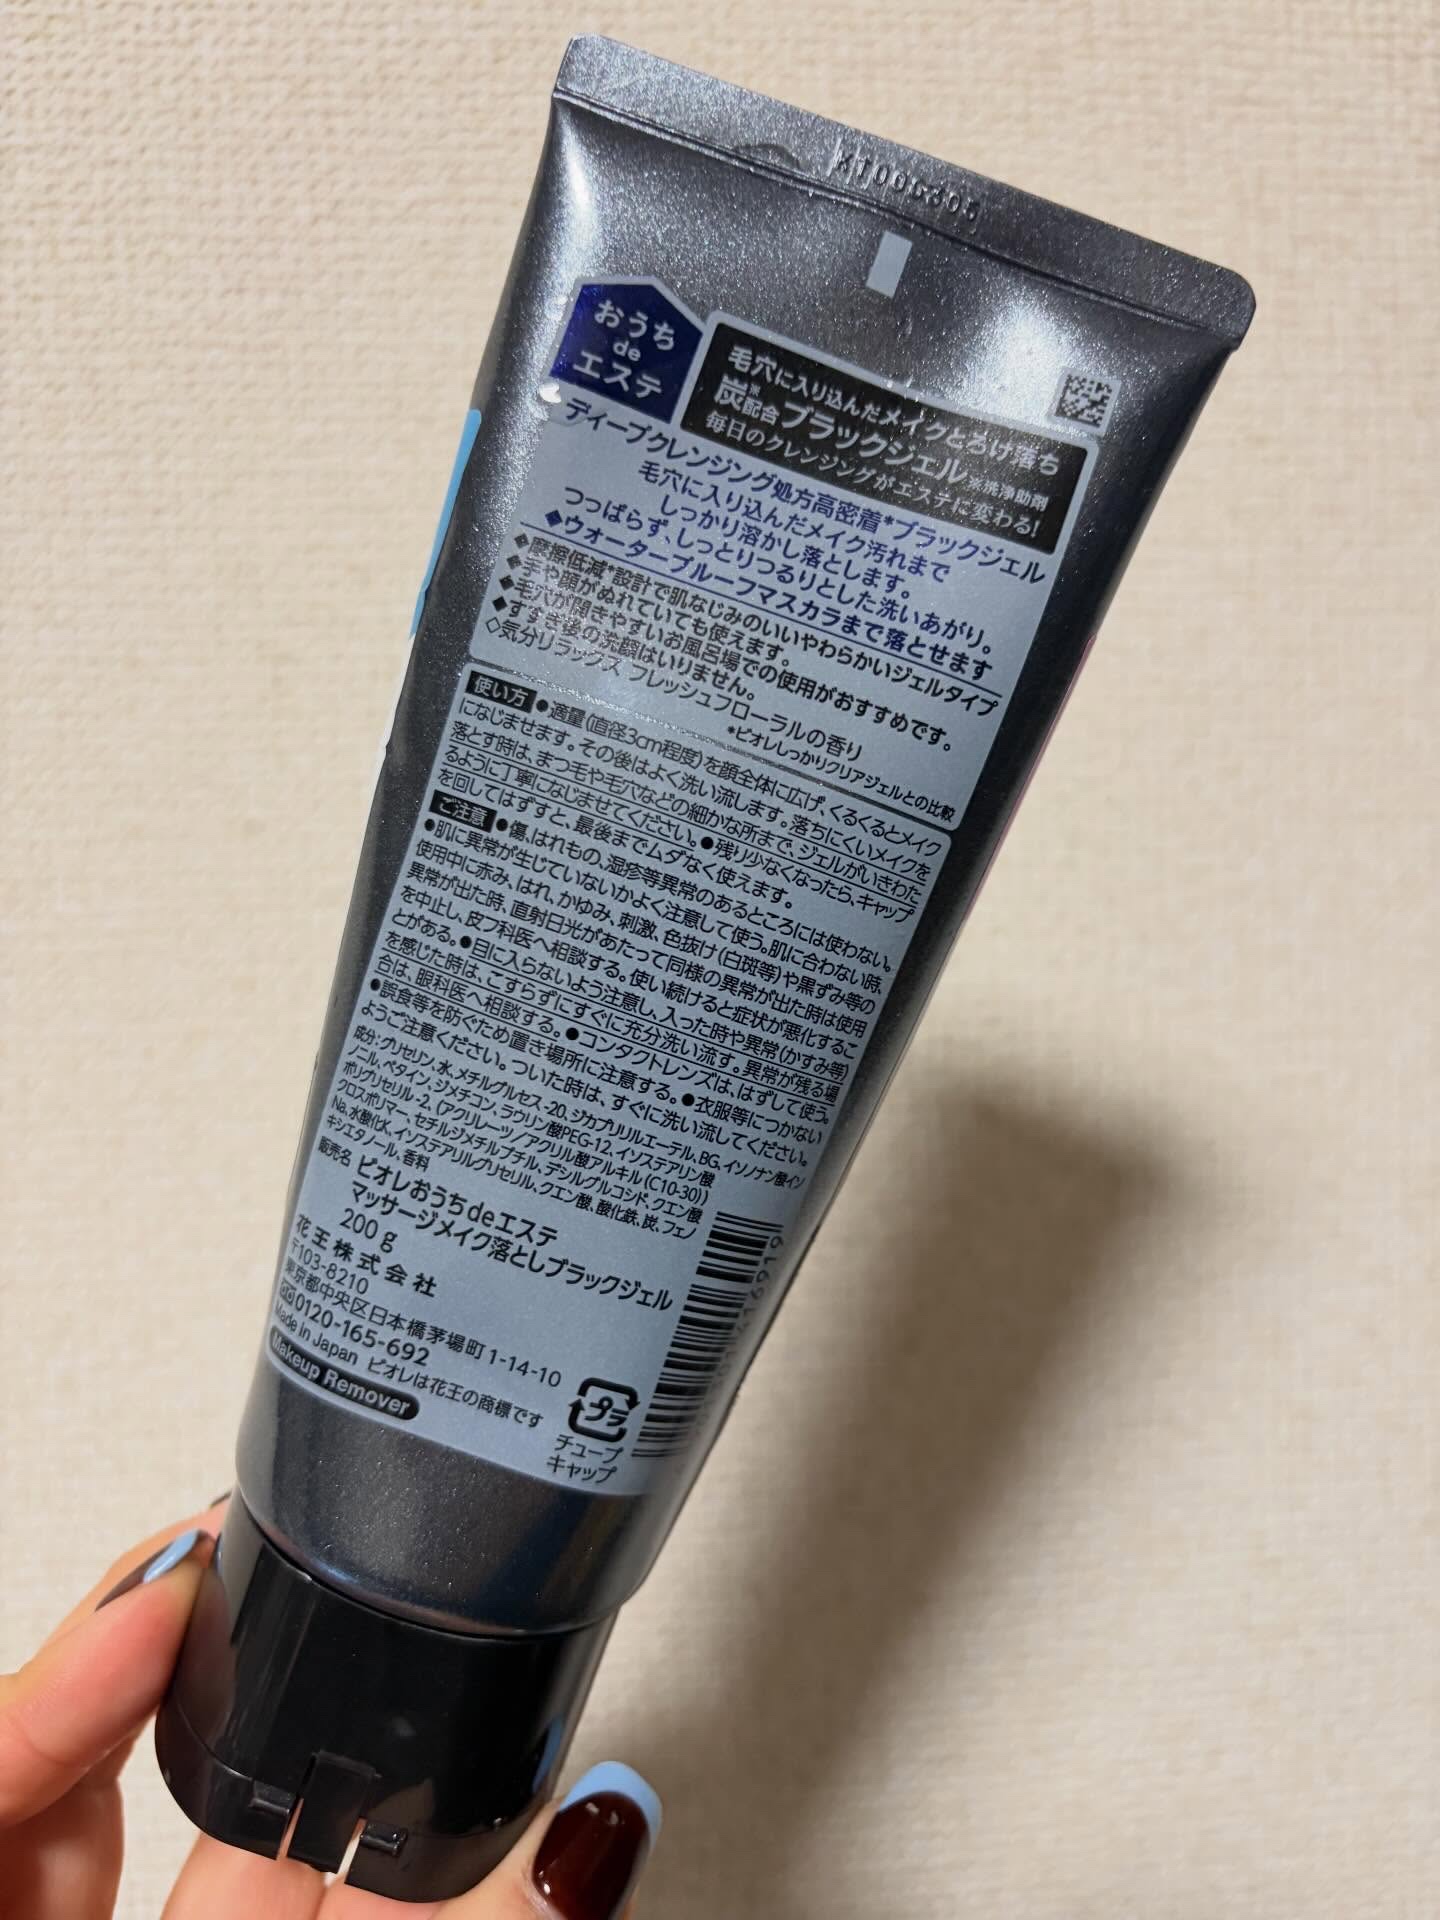 おうち
de
エステ
毛穴に入り込んだメイクとろけ落ち
炭※配合ブラックジェル ※洗浄助剤
毎日のクレンジングがエステに変わる!
ディープクレンジング処方高密着*ブラックジェル
毛穴に入り込んだメイク汚れまで
しっかり溶かし落とします。
つっぱらず、しっとりつるりとした洗いあがり。
◆ウォータープルーフマスカラまで落とせます
◆摩擦低減*設計で肌なじみのいいやわらかいジェルタイプ
◆手や顔がぬれていても使えます。
◆毛穴が開きやすいお風呂場での使用がおすすめです。
◆すすぎ後の洗顔はいりません。
◇気分リラックス フレッシュフローラルの香り
*ビオレしっかりクリアジェルとの比較
使い方 ●適量(直径3cm程度)を顔全体に広げ、くるくるとメイク
になじませます。その後はよく洗い流します。落ちにくいメイクを
落とす時は、まつ毛や毛穴などの細かな所まで、ジェルがいきわた
るように丁寧になじませてください。●残り少なくなったら、キャップ
を回してはずすと、最後までムダなく使えます。
ご注意 ●傷、はれもの、湿疹等異常のあるところには使わない。
●肌に異常が生じていないかよく注意して使う。肌に合わない時、
使用中に赤み、はれ、かゆみ、刺激、色抜け(白斑等)や黒ずみ等の
異常が出た時、直射日光があたって同様の異常が出た時は使用
を中止し、皮フ科医へ相談する。使い続けると症状が悪化するこ
とがある。●目に入らないよう注意し、入った時や異常(かすみ等)
を感じた時は、こすらずにすぐに充分洗い流す。異常が残る場
合は、眼科医へ相談する。●コンタクトレンズは、はずして使う。
●誤食等を防ぐため置き場所に注意する。●衣服等につかない
ようご注意ください。ついた時は、すぐに洗い流してください。
成分:グリセリン、水、メチルグルセス-20、ジカプリリルエーテル、BG、イソノナン酸イソ
ノニル、ベタイン、ジメチコン、ラウリン酸PEG-12、イソステアリン酸
ポリグリセリル-2、(アクリレーツ/アクリル酸アルキル(C10-30))
クロスポリマー、セチルジメチルブチル、デシルグルコシド、クエン酸
Na、水酸化K、イソステアリルグリセリル、クエン酸、酸化鉄、炭、フェノ
キシエタノール、香料
販売名 ビオレおうちdeエステ
マッサージメイク落としブラックジェル
200g
花王株式会社
〒103-8210
東京都中央区日本橋茅場町1-14-10
0120-165-692
Made in Japan ビオレは花王の商標です
Makeup Remover
プラ
チューブ
キャップ